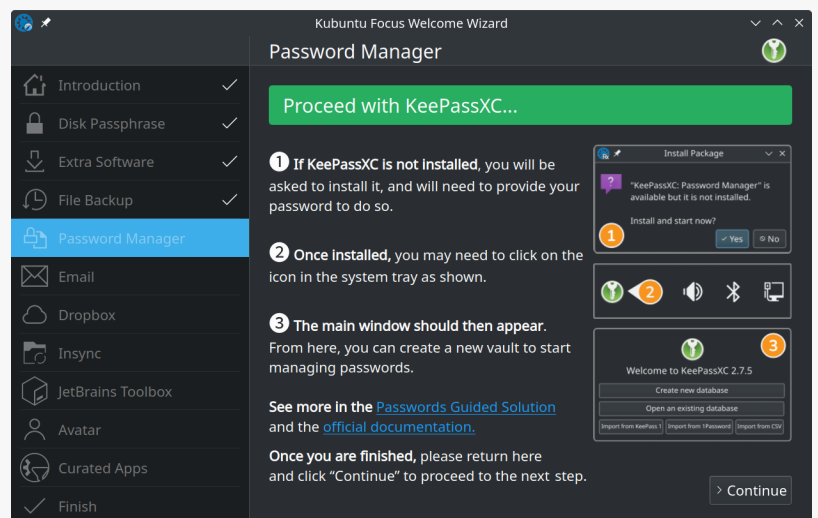 Kubuntu Focus Welcome Wizard
Password Manager
Introduction
Disk Passphrase
Extra Software
File Backup
Password Manager
Email
Dropbox
Insync
JetBrains Toolbox
Avatar
Curated Apps
Finish
Proceed with KeePassXC...
1 If KeePassXC is not installed, you will be
asked to install it, and will need to provide your
password to do so.
2 Once installed, you may need to click on the
icon in the system tray as shown.
3 The main window should then appear.
From here, you can create a new vault to start
managing passwords.
See more in the Passwords Guided Solution
and the official documentation.
Once you are finished, please return here
and click “Continue” to proceed to the next step.
Install Package
"KeePassXC: Password Manager" is
available but it is not installed.
Install and start now?
1
Yes No
2
3
Welcome to KeePassXC 2.7.5
Create new database
Open an existing database
Import from KeePass 1 Import from 1Password Import from CSV
Continue